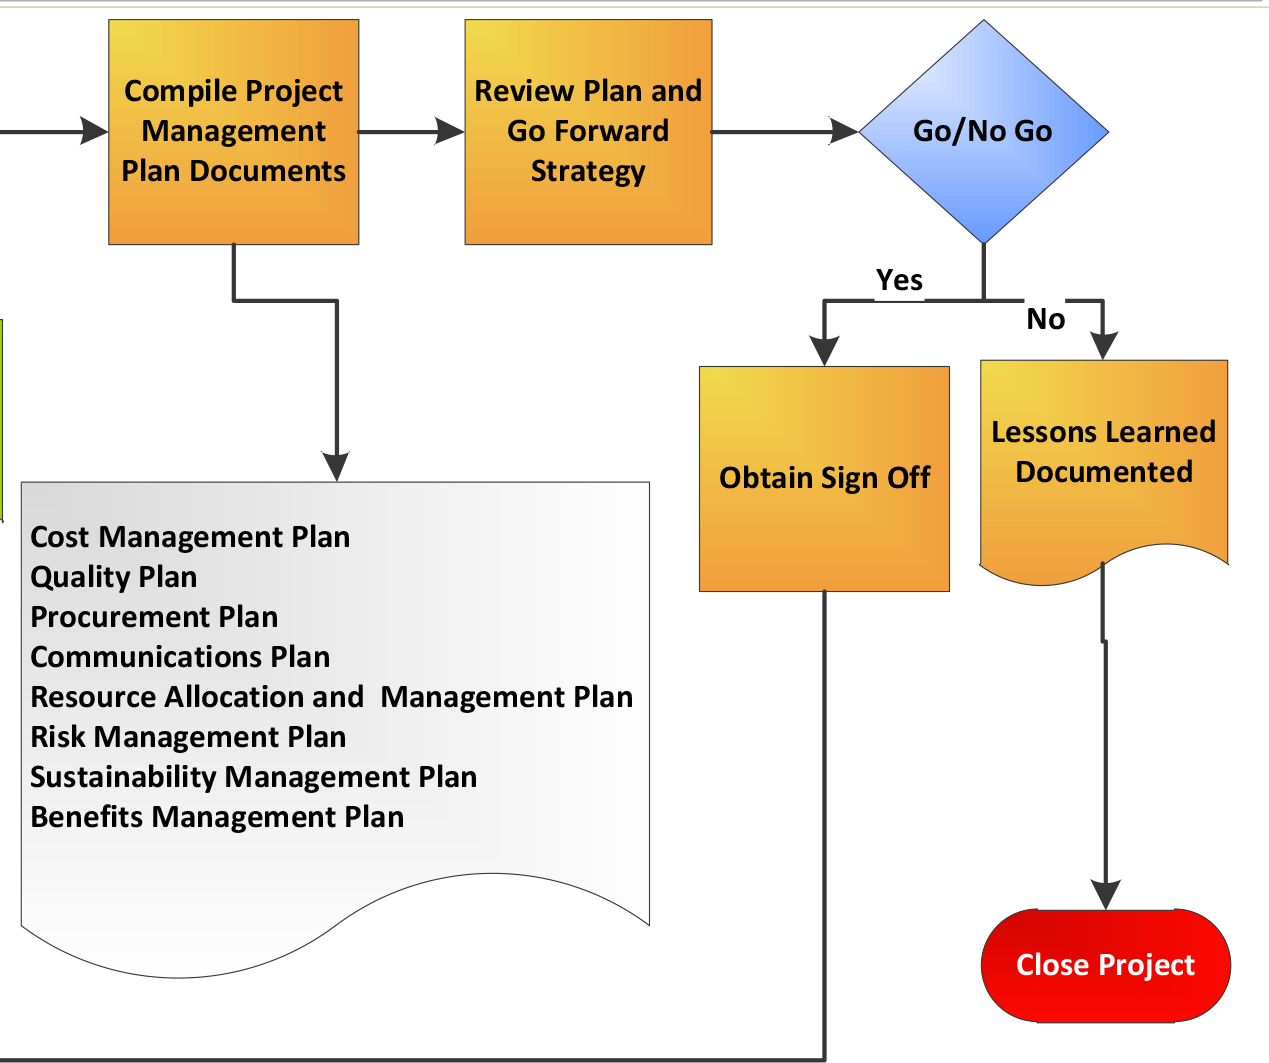 Compile Project
Management
Plan Documents
Review Plan and
Go Forward
Strategy
Go/No Go
Yes
No
Obtain Sign Off
Lessons Learned
Documented
Cost Management Plan
Quality Plan
Procurement Plan
Communications Plan
Resource Allocation and  Management Plan
Risk Management Plan
Sustainability Management Plan
Benefits Management Plan
Close Project